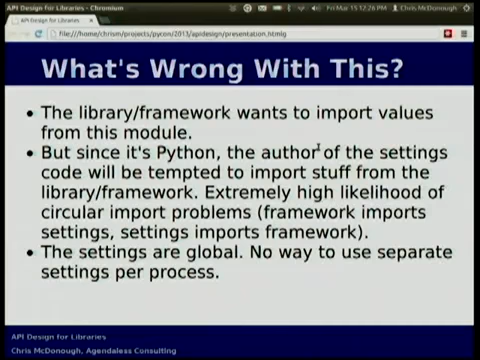 API Design for Libraries - Chromium
Fri Mar 15 12:26 PM
Chris McDonough
API Design for Libraries
file:///home/chrism/projects/pycon/2013/apidesign/presentation.html
What's Wrong With This?
• The library/framework wants to import values
from this module.
• But since it's Python, the author of the settings
code will be tempted to import stuff from the
library/framework. Extremely high likelihood of
circular import problems (framework imports
settings, settings imports framework).
• The settings are global. No way to use separate
settings per process.
API Design for Libraries
Chris McDonough, Agendaless Consulting